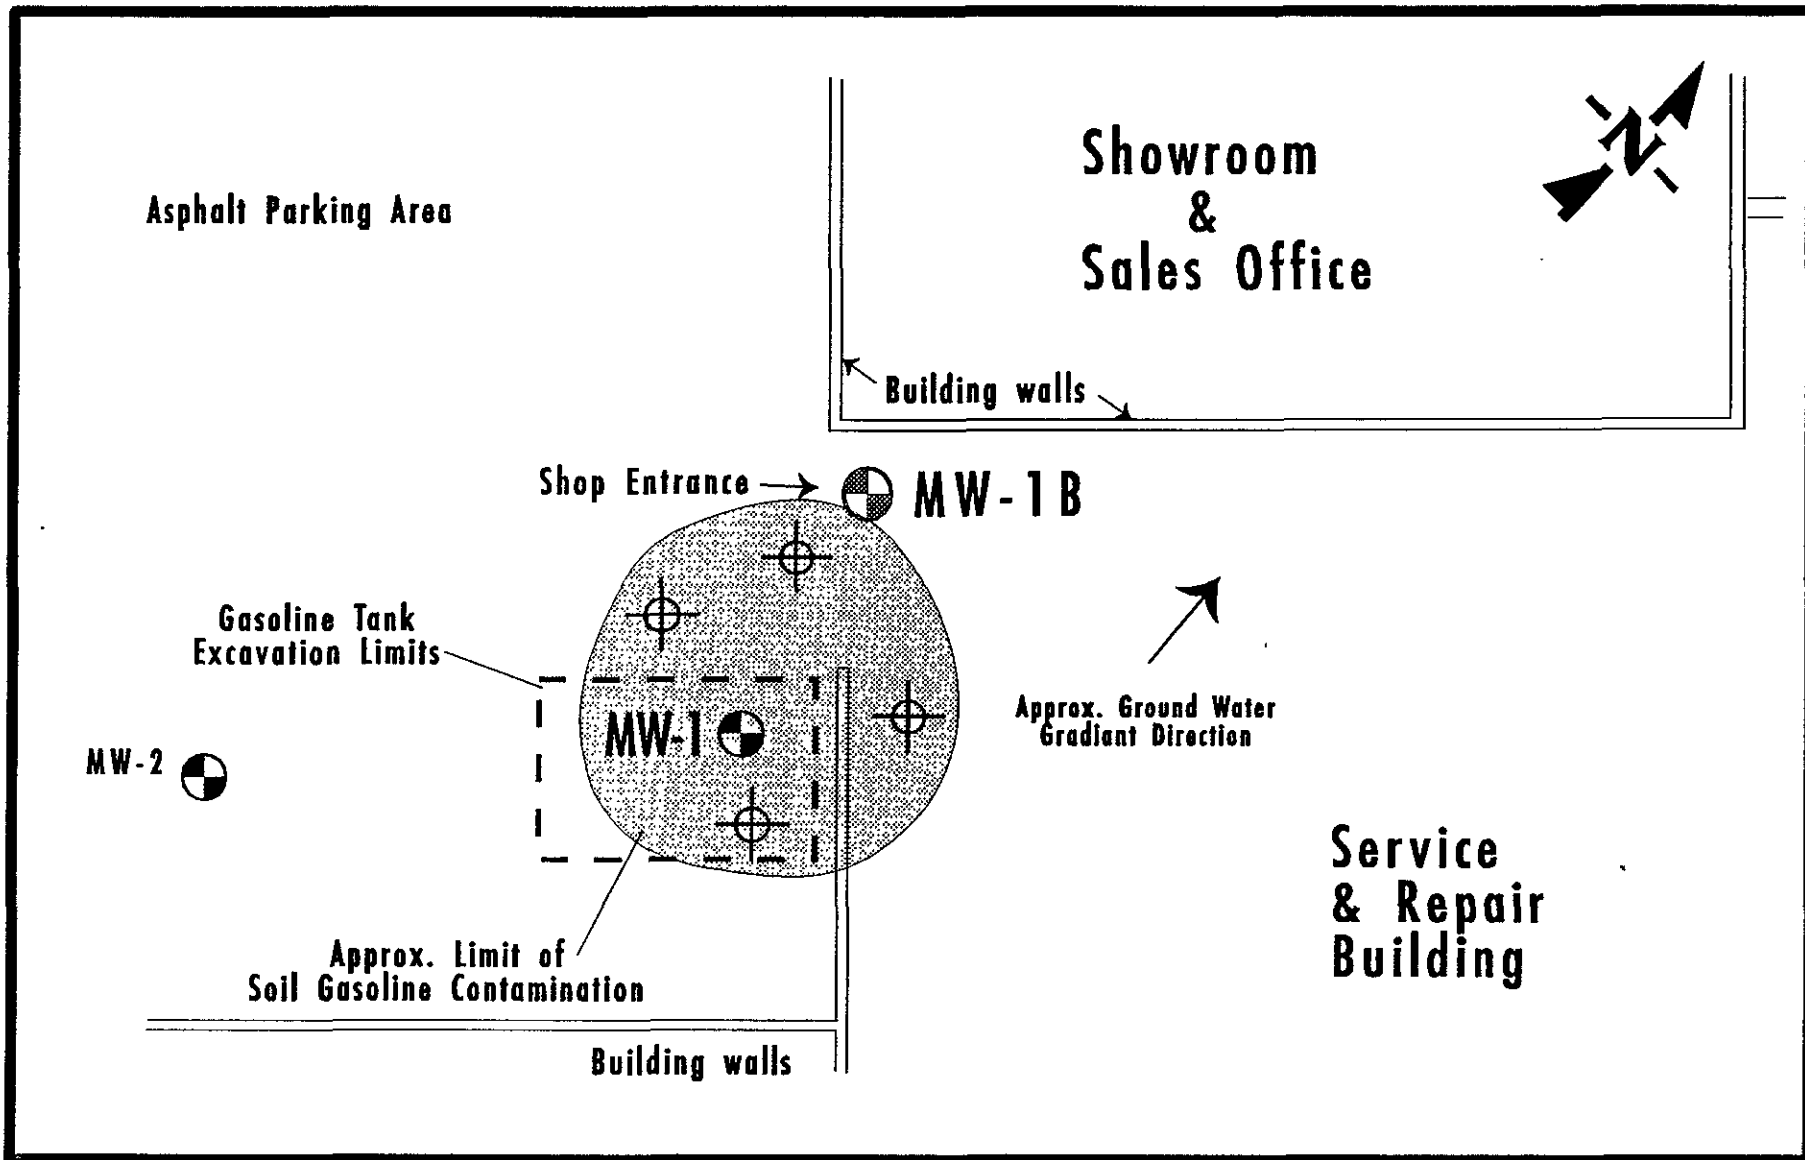 N
Showroom
&
Sales Office
Asphalt Parking Area
Building walls
Shop Entrance
MW-1B
Gasoline Tank
Excavation Limits
MW-1
Approx. Ground Water
Gradiant Direction
MW-2
Service
& Repair
Building
Approx. Limit of
Soil Gasoline Contamination
Building walls